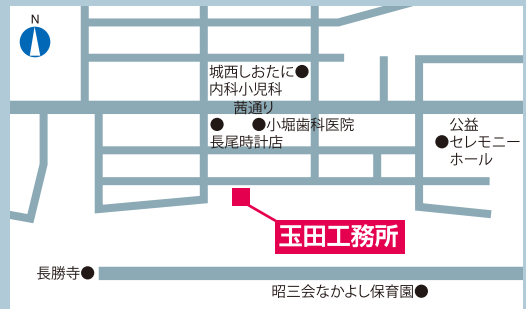 N
城西しおたに
内科小児科
茜通り
小堀歯科医院
長尾時計店
公益
セレモニー
ホール
玉田工務所
長勝寺
昭三会なかよし保育園